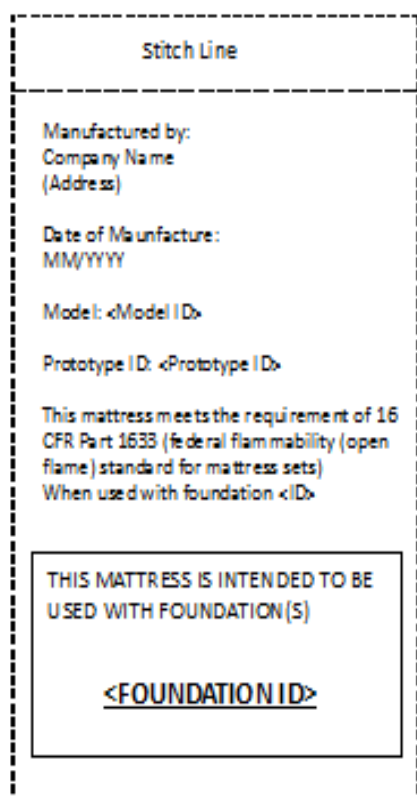 Stitch Line
Manufactured by:
Company Name
(Address)
Date of Maunfacture:
MM/YYYY
Model: <Model ID>
Prototype ID: <Prototype ID>
This mattress meets the requirement of 16
CFR Part 1633 (federal flammability (open
flame) standard for mattress sets)
When used with foundation <ID>
THIS MATTRESS IS INTENDED TO BE
USED WITH FOUNDATION(S)
<FOUNDATION ID>